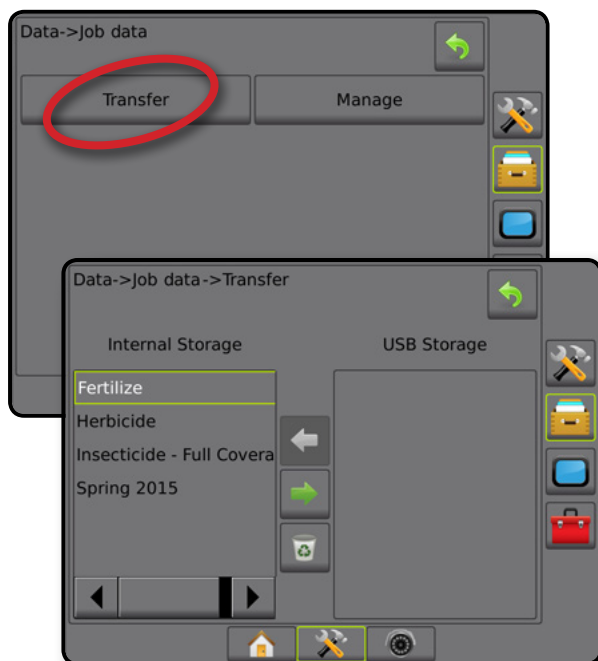 Data->Job data
Transfer
Manage
Data->Job data->Transfer
Internal Storage
USB Storage
Fertilize
Herbicide
Insecticide - Full Covera
Spring 2015